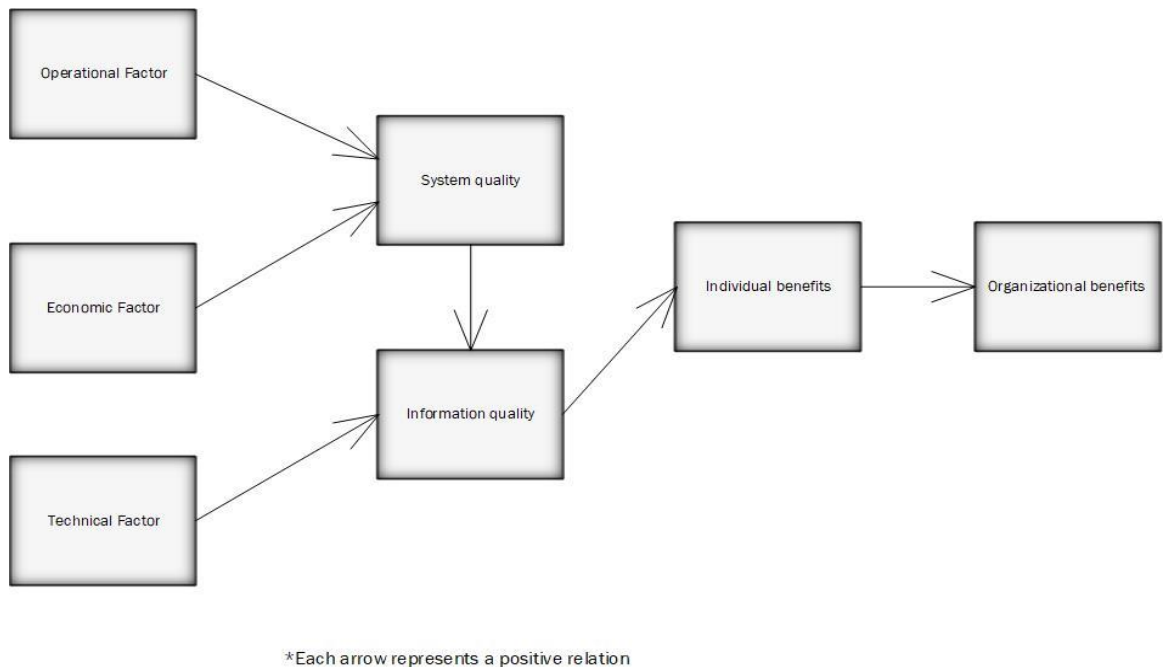 Operational Factor
System quality
Economic Factor
Individual benefits
Organizational benefits
Information quality
Technical Factor
*Each arrow represents a positive relation